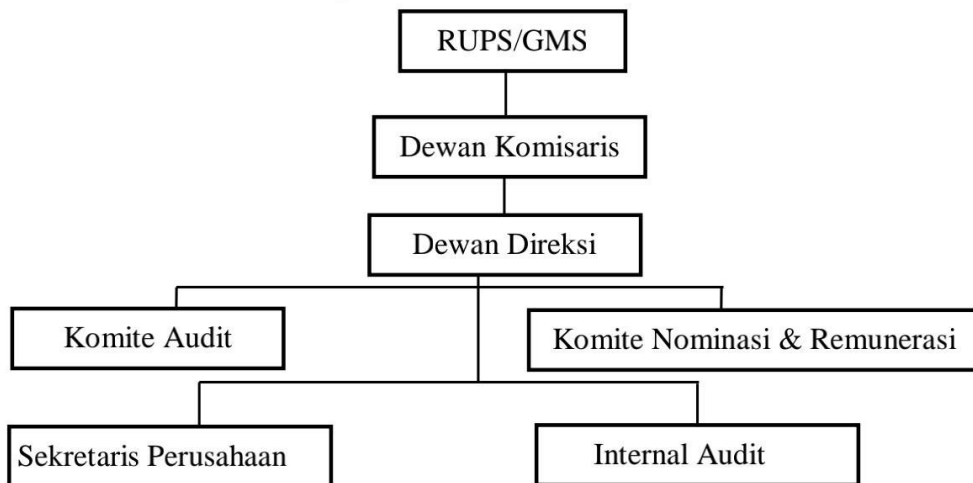 RUPS/GMS
Dewan Komisaris
Dewan Direksi
Komite Audit
Komite Nominasi & Remunerasi
Sekretaris Perusahaan
Internal Audit